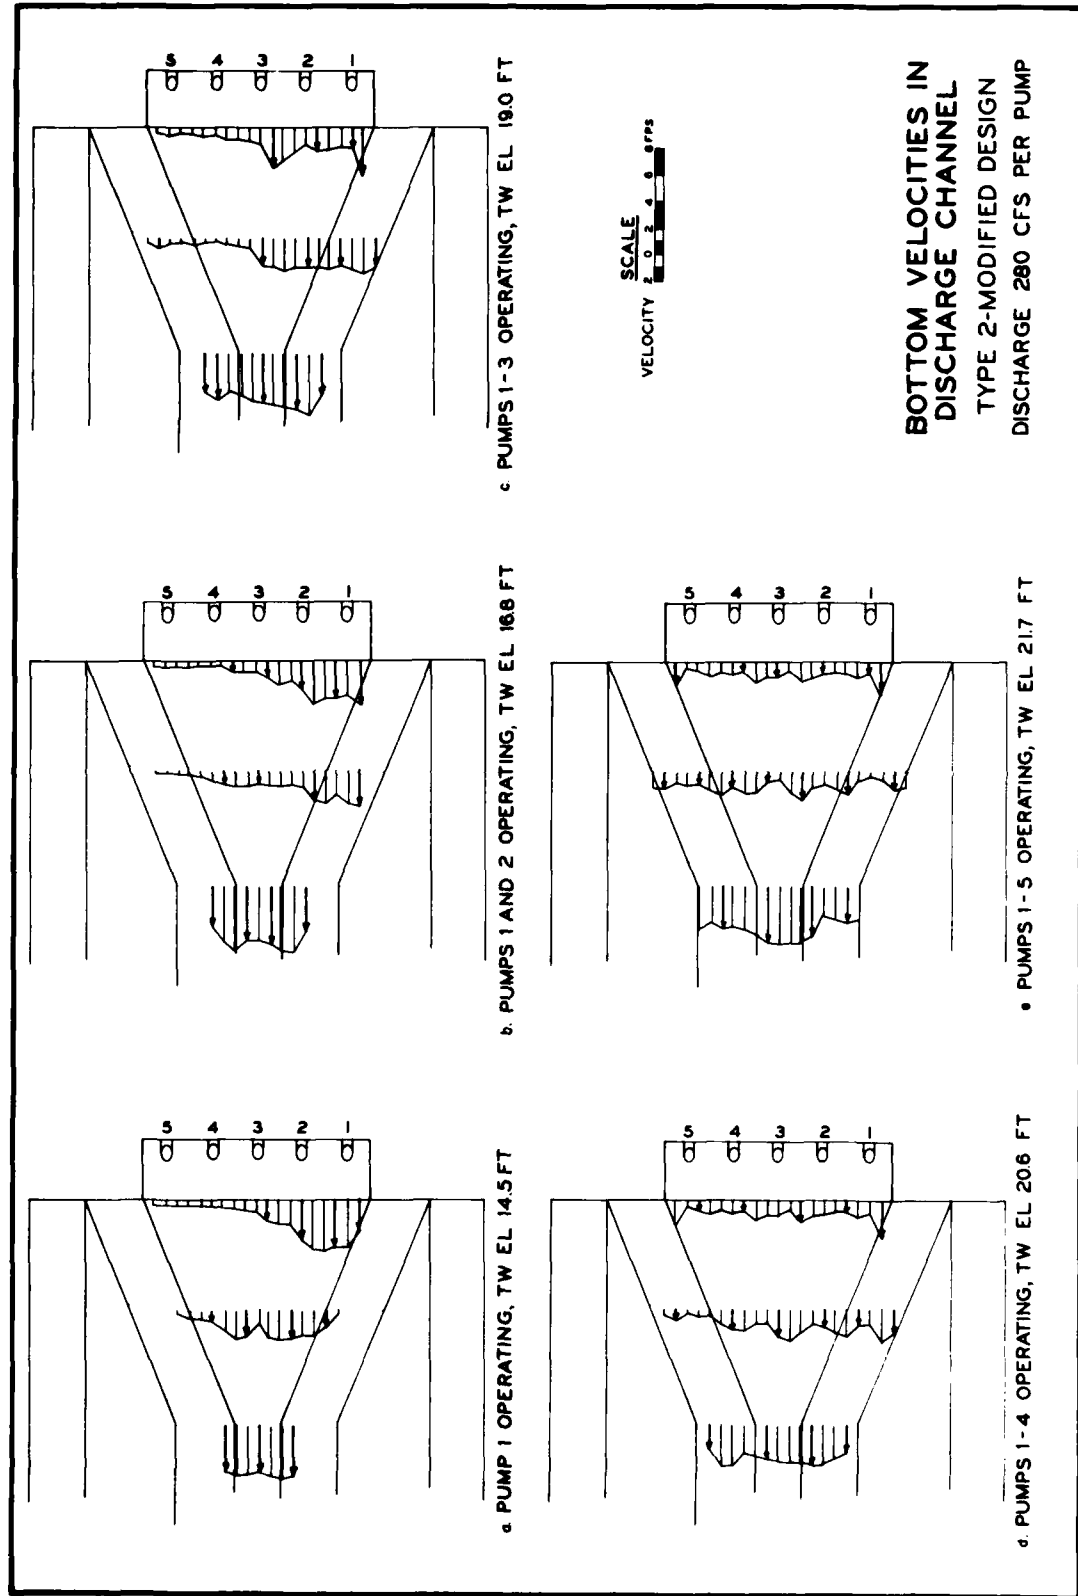 5 4 3 2 1
a. PUMP 1 OPERATING, TW EL 14.5 FT
5 4 3 2 1
b. PUMPS 1 AND 2 OPERATING, TW EL 16.8 FT
5 4 3 2 1
c. PUMPS 1-3 OPERATING, TW EL 19.0 FT
5 4 3 2 1
d. PUMPS 1-4 OPERATING, TW EL 20.6 FT
5 4 3 2 1
e PUMPS 1-5 OPERATING, TW EL 21.7 FT
SCALE
VELOCITY 2 0 2 4 6 8 FPS
BOTTOM VELOCITIES IN
DISCHARGE CHANNEL
TYPE 2-MODIFIED DESIGN
DISCHARGE 280 CFS PER PUMP